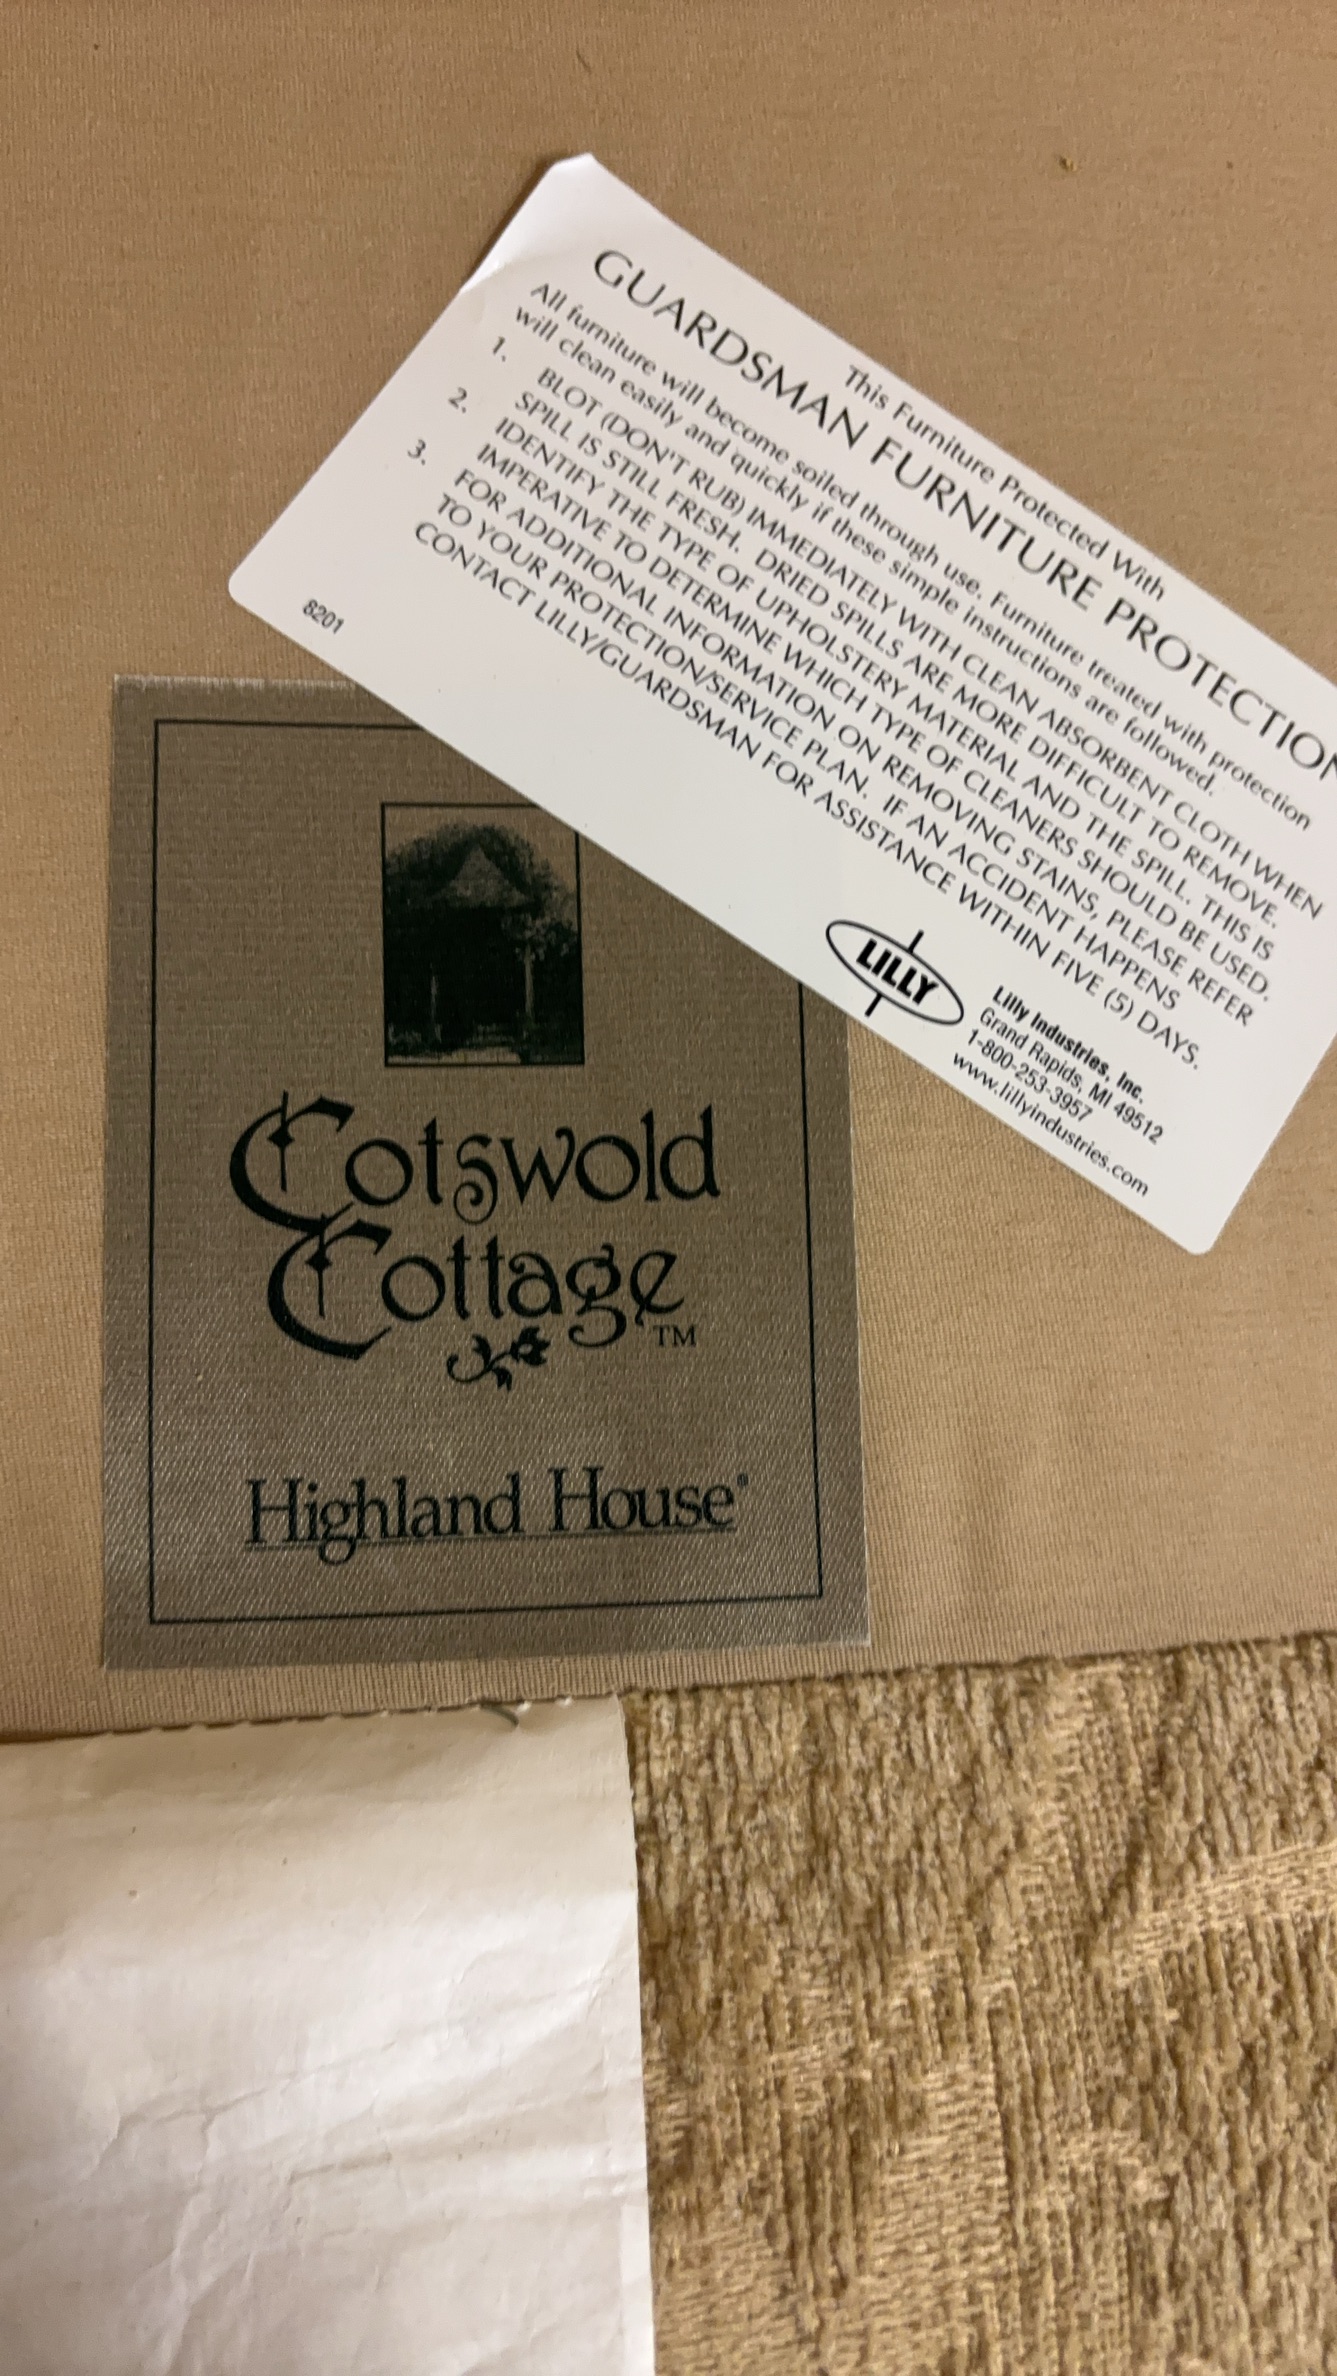 This Furniture Protected With
GUARDSMAN FURNITURE PROTECTION
All furniture will become soiled through use. Furniture treated with protection
will clean easily and quickly if these simple instructions are followed.
1. BLOT (DON'T RUB) IMMEDIATELY WITH CLEAN ABSORBENT CLOTH WHEN
SPILL IS STILL FRESH. DRIED SPILLS ARE MORE DIFFICULT TO REMOVE.
2. IDENTIFY THE TYPE OF UPHOLSTERY MATERIAL AND THE SPILL. THIS IS
IMPERATIVE TO DETERMINE WHICH TYPE OF CLEANERS SHOULD BE USED.
3. FOR ADDITIONAL INFORMATION ON REMOVING STAINS, PLEASE REFER
TO YOUR PROTECTION/SERVICE PLAN. IF AN ACCIDENT HAPPENS
CONTACT LILLY/GUARDSMAN FOR ASSISTANCE WITHIN FIVE (5) DAYS.
8201
LILLY
Lilly Industries, Inc.
Grand Rapids, MI 49512
1-800-253-3957
www.lillyindustries.com
Cotswold
Cottage™
Highland House®